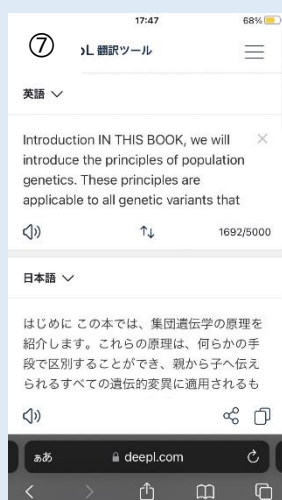 17:47
68%
⑦
pL 翻訳ツール
英語
Introduction IN THIS BOOK, we will
introduce the principles of population
genetics. These principles are
applicable to all genetic variants that
1692/5000
日本語
はじめに この本では、集団遺伝学の原理を
紹介します。これらの原理は、何らかの手
段で区別することができ、親から子へ伝え
られるすべての遺伝的変異に適用されるも
ぁあ
deepl.com